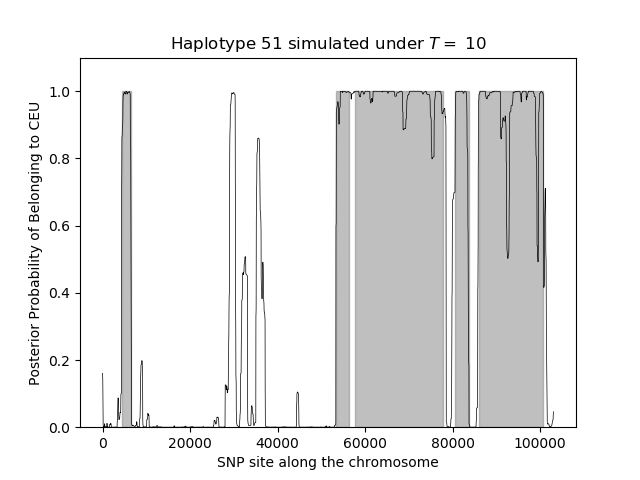 Haplotype 51 simulated under T = 10
Posterior Probability of Belonging to CEU
1.0
0.8
0.6
0.4
0.2
0.0
0 20000 40000 60000 80000 100000
SNP site along the chromosome